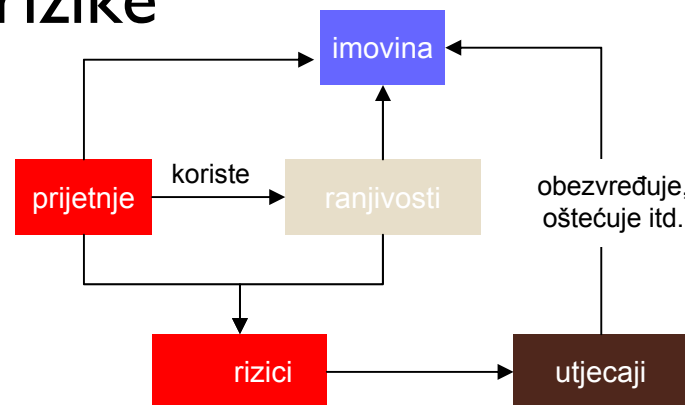 rizike
imovina
koriste
prijetnje
ranjivosti
obezvređuje,
oštećuje itd.
rizici
utjecaji